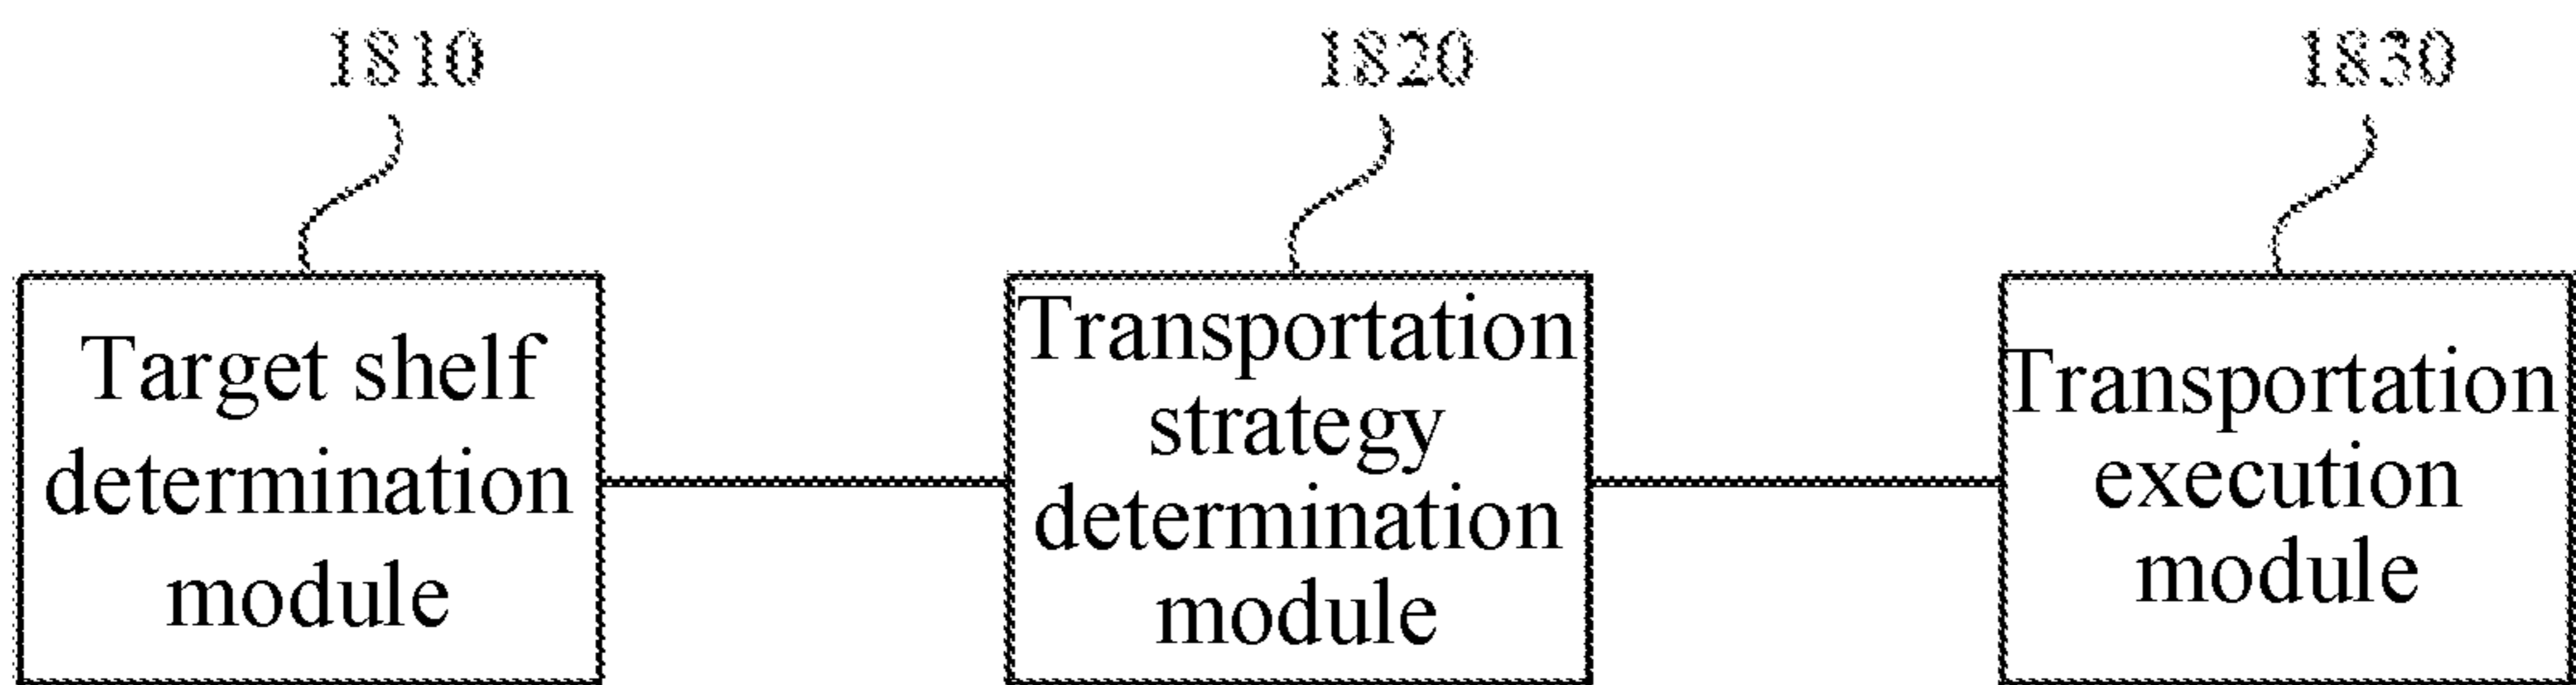 1810
1820
1830
Target shelf
determination
module
Transportation
strategy
determination
module
Transportation
execution
module